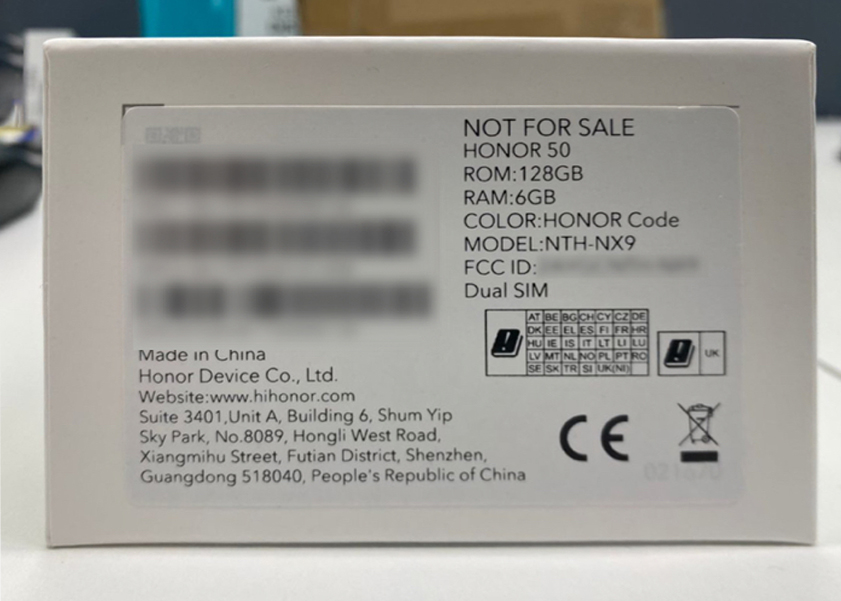 NOT FOR SALE
HONOR 50
ROM:128GB
RAM:6GB
COLOR:HONOR Code
MODEL:NTH-NX9
FCC ID:
Dual SIM
AT BE BG CH CY CZ DE
DK EE EL ES FI FR HR
HU IE IS IT LT LI LU
LV MT NL NO PL PT RO
SE SK TR SI UK(NI)
UK
Made in China
Honor Device Co., Ltd.
Website:www.hihonor.com
Suite 3401,Unit A, Building 6, Shum Yip
Sky Park, No.8089, Hongli West Road,
Xiangmihu Street, Futian District, Shenzhen,
Guangdong 518040, People's Republic of China
CE